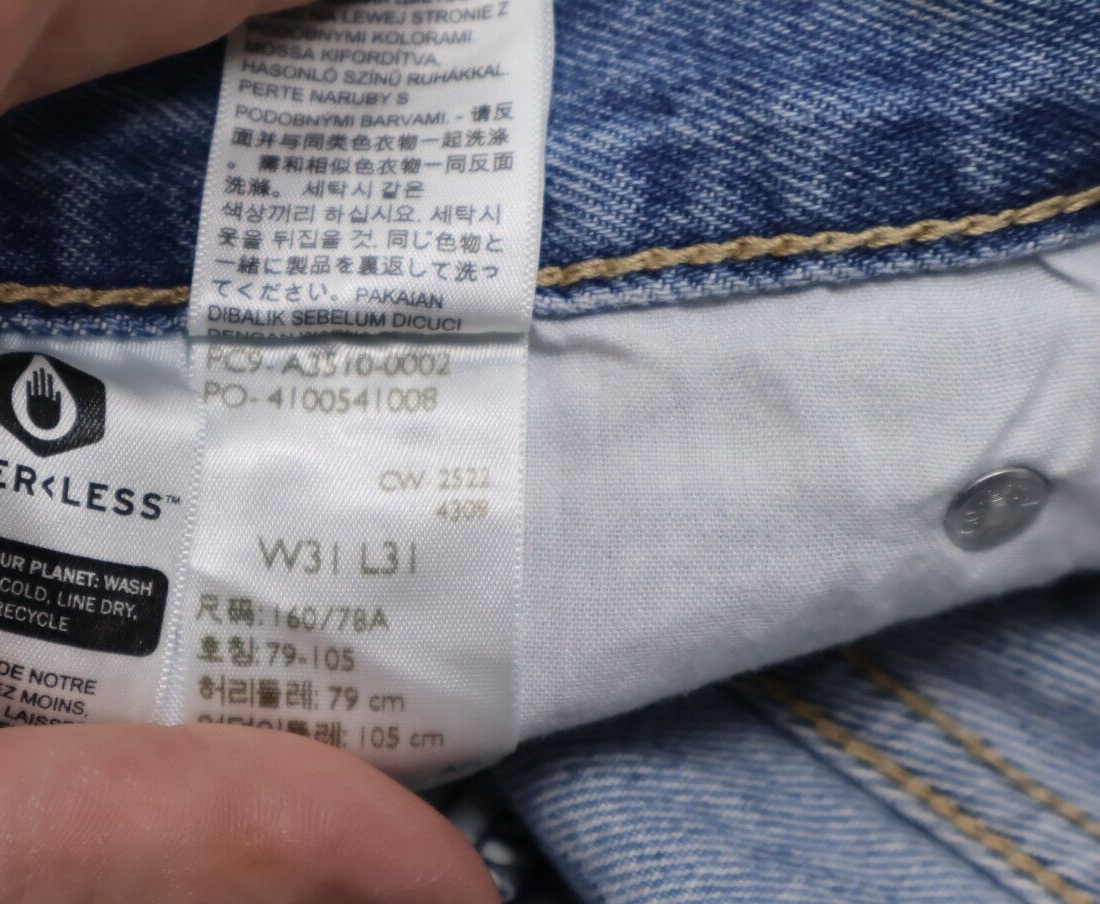 NA LEWEJ STRONIE Z
PODOBNYMI KOLORAMI.
MOSSA KIFORDÍTVA,
HASONLÓ SZÍNŰ RUHÁKKAL.
PERTE NARUBY S
PODOBNÝMI BARVAMI. - 请反
面并与同类色衣物一起洗涤
。 需和相似色衣物一同反面
洗滌。 세탁시 같은
색상끼리 하십시요. 세탁시
옷을 뒤집을 것. 同じ色物と
一緒に製品を裏返して洗っ
てください。 PAKAIAN
DIBALIK SEBELUM DICUCI
DENGAN
PC9- A3510-0002
PO- 4100541008
CW 2522
4309
W31 L31
尺码:160/78A
호칭:79-105
허리둘레: 79 cm
105 cm
ER<LESS™
UR PLANET: WASH
COLD, LINE DRY,
RECYCLE
DE NOTRE
EZ MOINS,